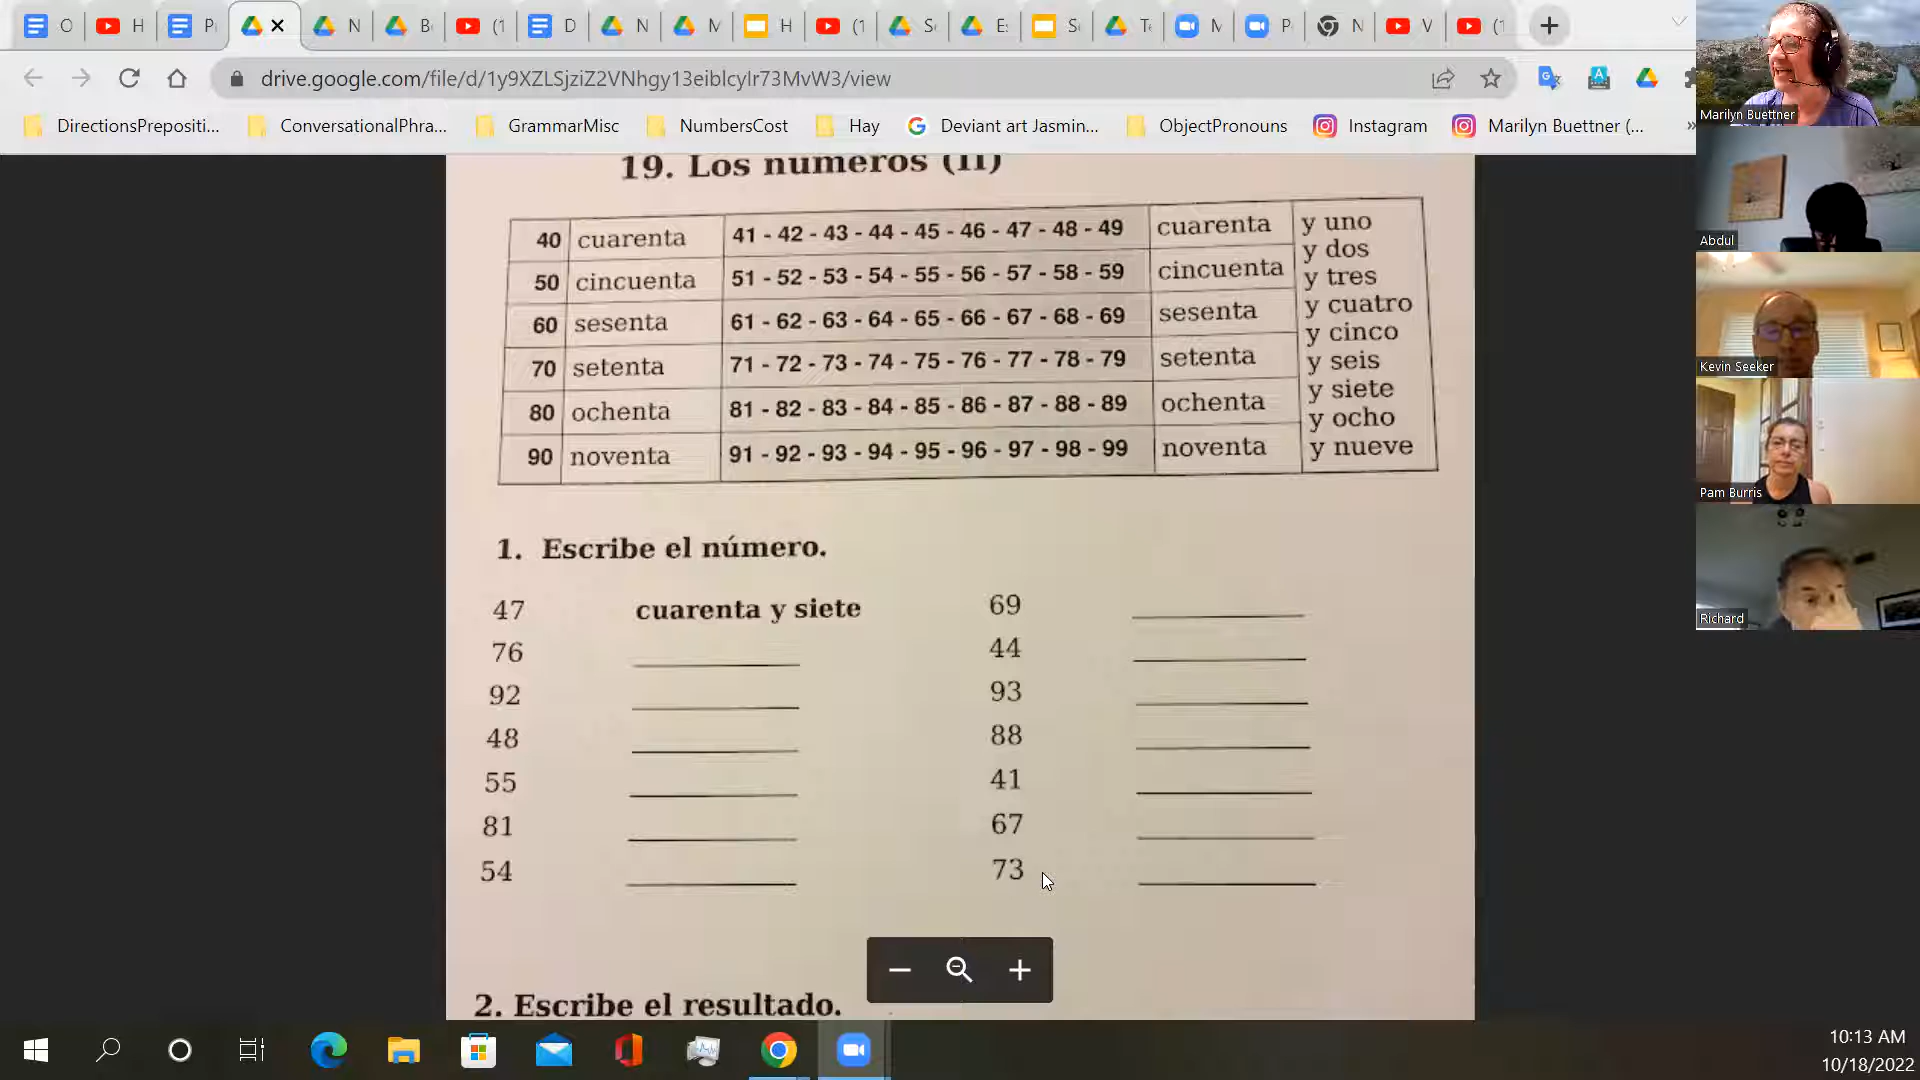 O
H
P
N
B
(1
D
N
M
H
(1
S
E
S
T
M
P
N
V
(1
drive.google.com/file/d/1y9XZLSjziZ2VNhgy13eiblcyIr73MvW3/view
DirectionsPrepositi...
ConversationalPhra...
GrammarMisc
NumbersCost
Hay
Deviant art Jasmin...
ObjectPronouns
Instagram
Marilyn Buettner (...
»
Marilyn Buettner
Abdul
Kevin Seeker
Pam Burris
Richard
19. Los números (II)
40 cuarenta 41 - 42 - 43 - 44 - 45 - 46 - 47 - 48 - 49 cuarenta
50 cincuenta 51 - 52 - 53 - 54 - 55 - 56 - 57 - 58 - 59 cincuenta
60 sesenta 61 - 62 - 63 - 64 - 65 - 66 - 67 - 68 - 69 sesenta
70 setenta 71 - 72 - 73 - 74 - 75 - 76 - 77 - 78 - 79 setenta
80 ochenta 81 - 82 - 83 - 84 - 85 - 86 - 87 - 88 - 89 ochenta
90 noventa 91 - 92 - 93 - 94 - 95 - 96 - 97 - 98 - 99 noventa
y uno
y dos
y tres
y cuatro
y cinco
y seis
y siete
y ocho
y nueve
1. Escribe el número.
47 cuarenta y siete 69
76 44
92 93
48 88
55 41
81 67
54 73
2. Escribe el resultado.
10:13 AM
10/18/2022